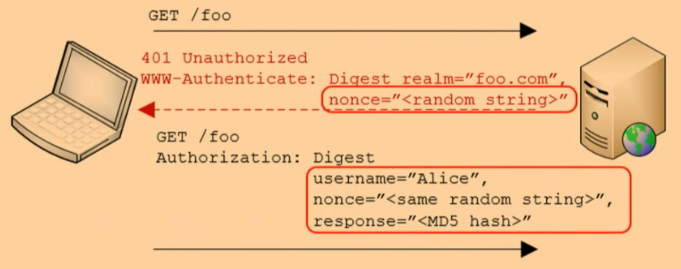 GET /foo
401 Unauthorized
WWW-Authenticate: Digest realm=”foo.com”,
nonce=”<random string>”
GET /foo
Authorization: Digest
username=”Alice”,
nonce=”<same random string>”,
response=”<MD5 hash>”